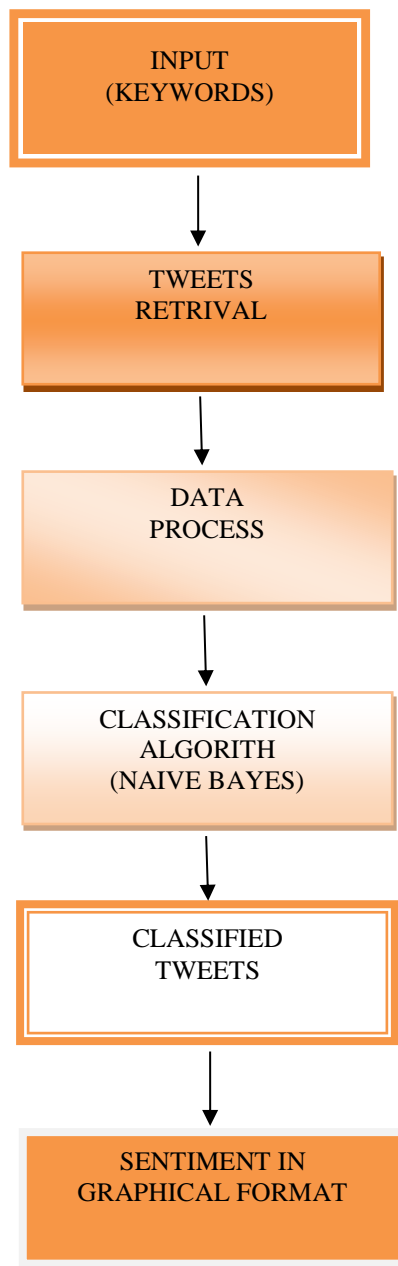 INPUT
(KEYWORDS)
TWEETS
RETRIVAL
DATA
PROCESS
CLASSIFICATION
ALGORITH
(NAIVE BAYES)
CLASSIFIED
TWEETS
SENTIMENT IN
GRAPHICAL FORMAT